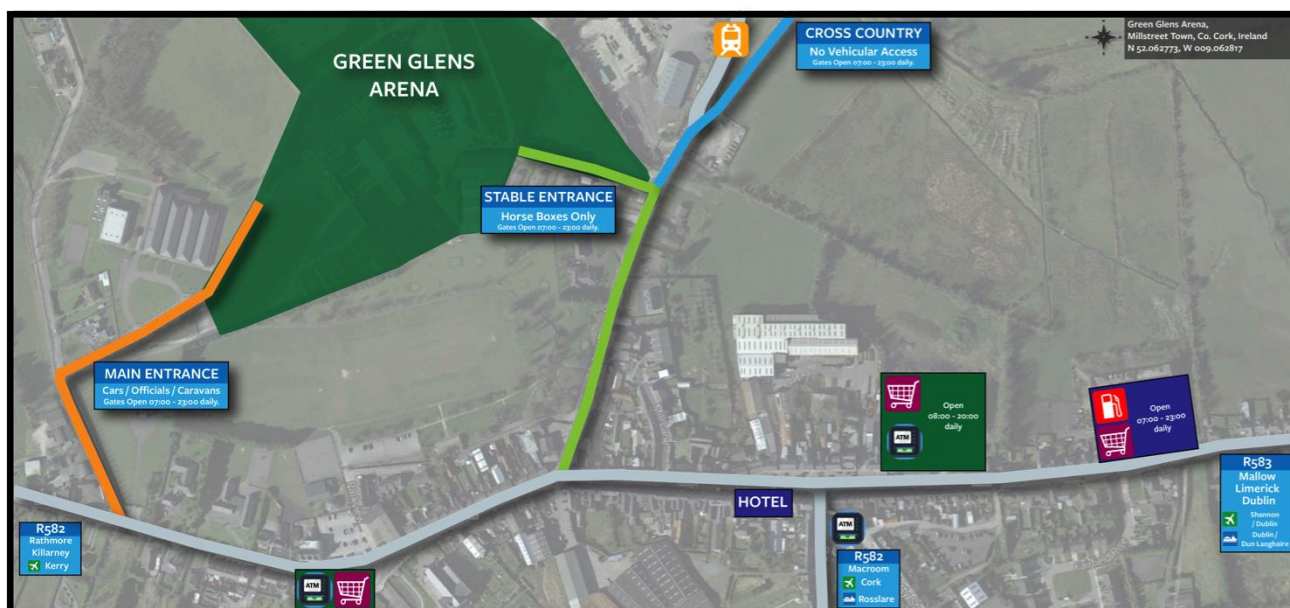 GREEN GLENS
ARENA
CROSS COUNTRY
No Vehicular Access
Gates Open 07:00 - 23:00 daily.
Green Glens Arena,
Millstreet Town, Co. Cork, Ireland
N 52.062773, W 009.062817
STABLE ENTRANCE
Horse Boxes Only
Gates Open 07:00 - 23:00 daily.
MAIN ENTRANCE
Cars / Officials / Caravans
Gates Open 07:00 - 23:00 daily.
Open
08:00 - 20:00
daily
ATM
Open
07:00 - 23:00
daily
R583
Mallow
Limerick
Dublin
Shannon
/ Dublin
Dublin /
Dun Laoghaire
HOTEL
ATM
R582
Macroom
Cork
Rosslare
R582
Rathmore
Killarney
Kerry
ATM